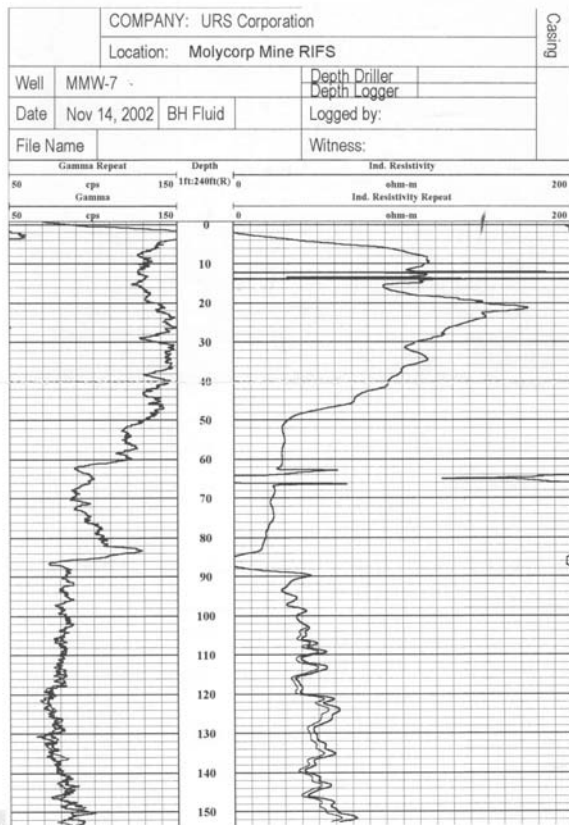 COMPANY: URS Corporation
Casing
Location: Molycorp Mine RIFS
Well MMW-7 Depth Driller
Depth Logger
Date Nov 14, 2002 BH Fluid Logged by:
File Name Witness:
Gamma Repeat Depth Ind. Resistivity
50 cps 150 1ft:240ft(R) 0 ohm-m 200
Gamma Ind. Resistivity Repeat
50 cps 150 0 ohm-m 200
0
10
20
30
40
50
60
70
80
90
100
110
120
130
140
150